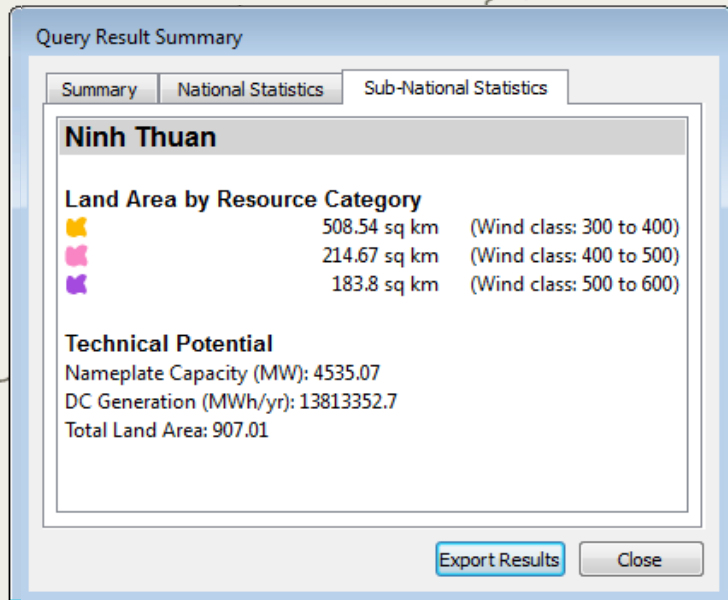 Query Result Summary
Summary National Statistics Sub-National Statistics
Ninh Thuan
Land Area by Resource Category
508.54 sq km (Wind class: 300 to 400)
214.67 sq km (Wind class: 400 to 500)
183.8 sq km (Wind class: 500 to 600)
Technical Potential
Nameplate Capacity (MW): 4535.07
DC Generation (MWh/yr): 13813352.7
Total Land Area: 907.01
Export Results Close